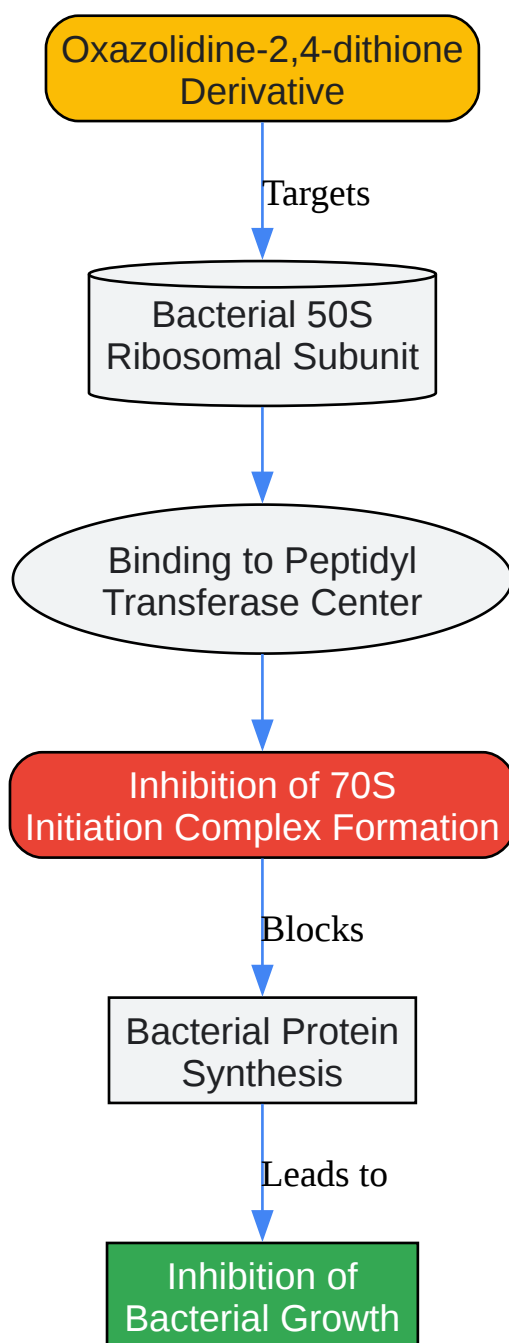 Oxazolidine-2,4-dithione
Derivative
Targets
Bacterial 50S
Ribosomal Subunit
Binding to Peptidyl
Transferase Center
Inhibition of 70S
Initiation Complex Formation
Blocks
Bacterial Protein
Synthesis
Leads to
Inhibition of
Bacterial Growth